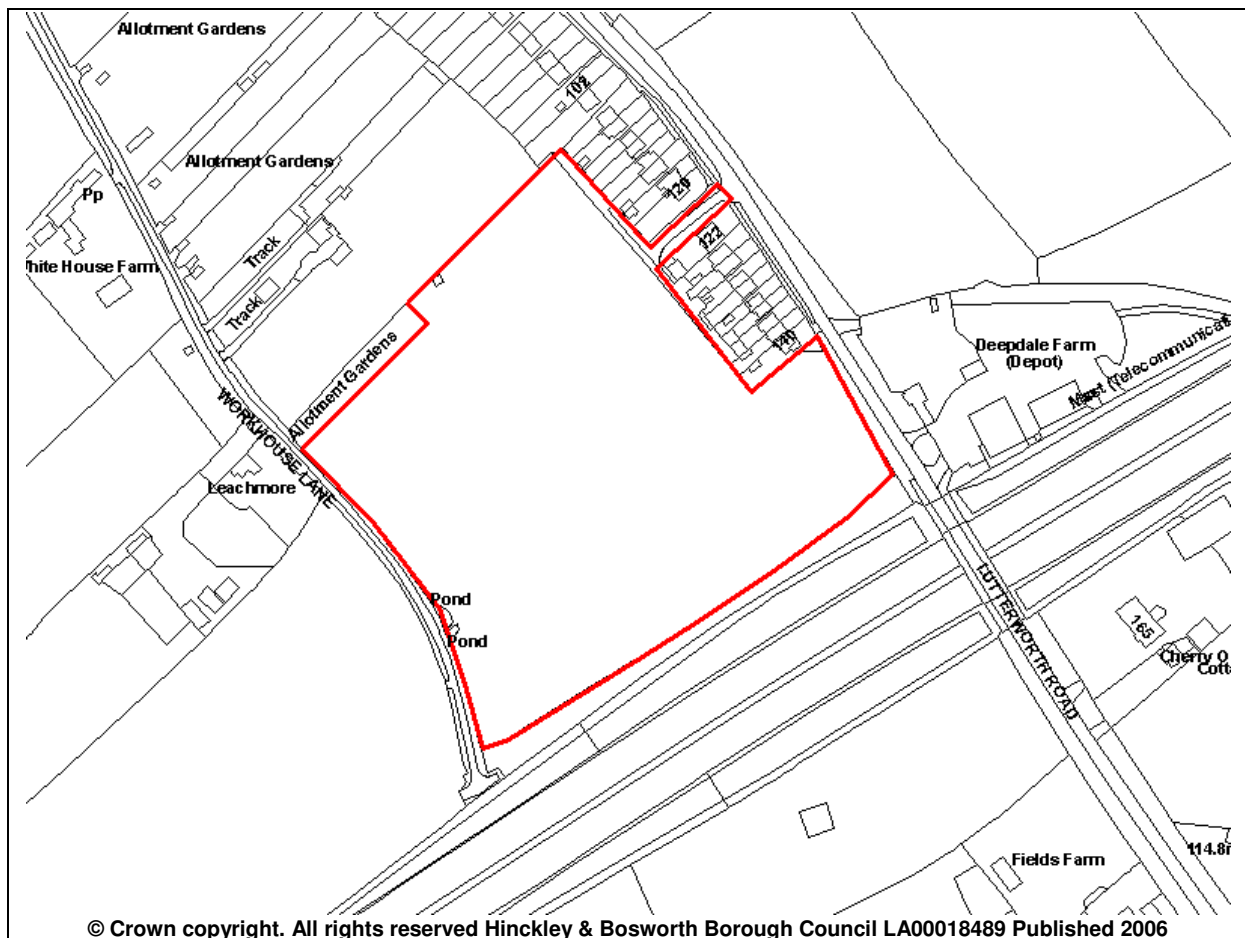 Allotment Gardens
102
Allotment Gardens
Pp
120
122
hite House Farm
Track
Track
Allotment Gardens
140
Deepdale Farm
(Depot)
Mast (Telecommunicati
WORKHOUSE LANE
Leachmore
Pond
Pond
LUTTERWORTH ROAD
165
Cherry O
Cott
114.8
Fields Farm
© Crown copyright. All rights reserved Hinckley & Bosworth Borough Council LA00018489 Published 2006